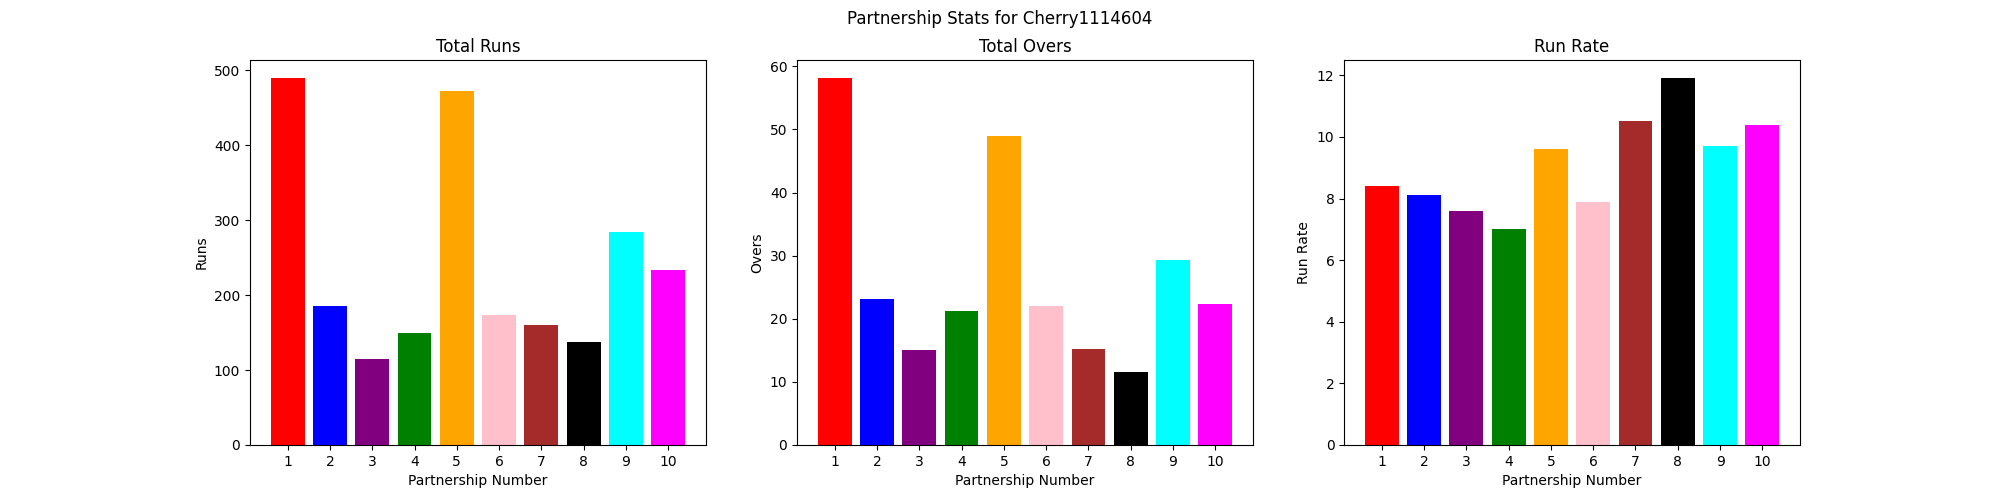 Partnership Stats for Cherry1114604
Total Runs
Runs
500
400
300
200
100
0
1 2 3 4 5 6 7 8 9 10
Partnership Number
Total Overs
Overs
60
50
40
30
20
10
0
1 2 3 4 5 6 7 8 9 10
Partnership Number
Run Rate
Run Rate
12
10
8
6
4
2
0
1 2 3 4 5 6 7 8 9 10
Partnership Number